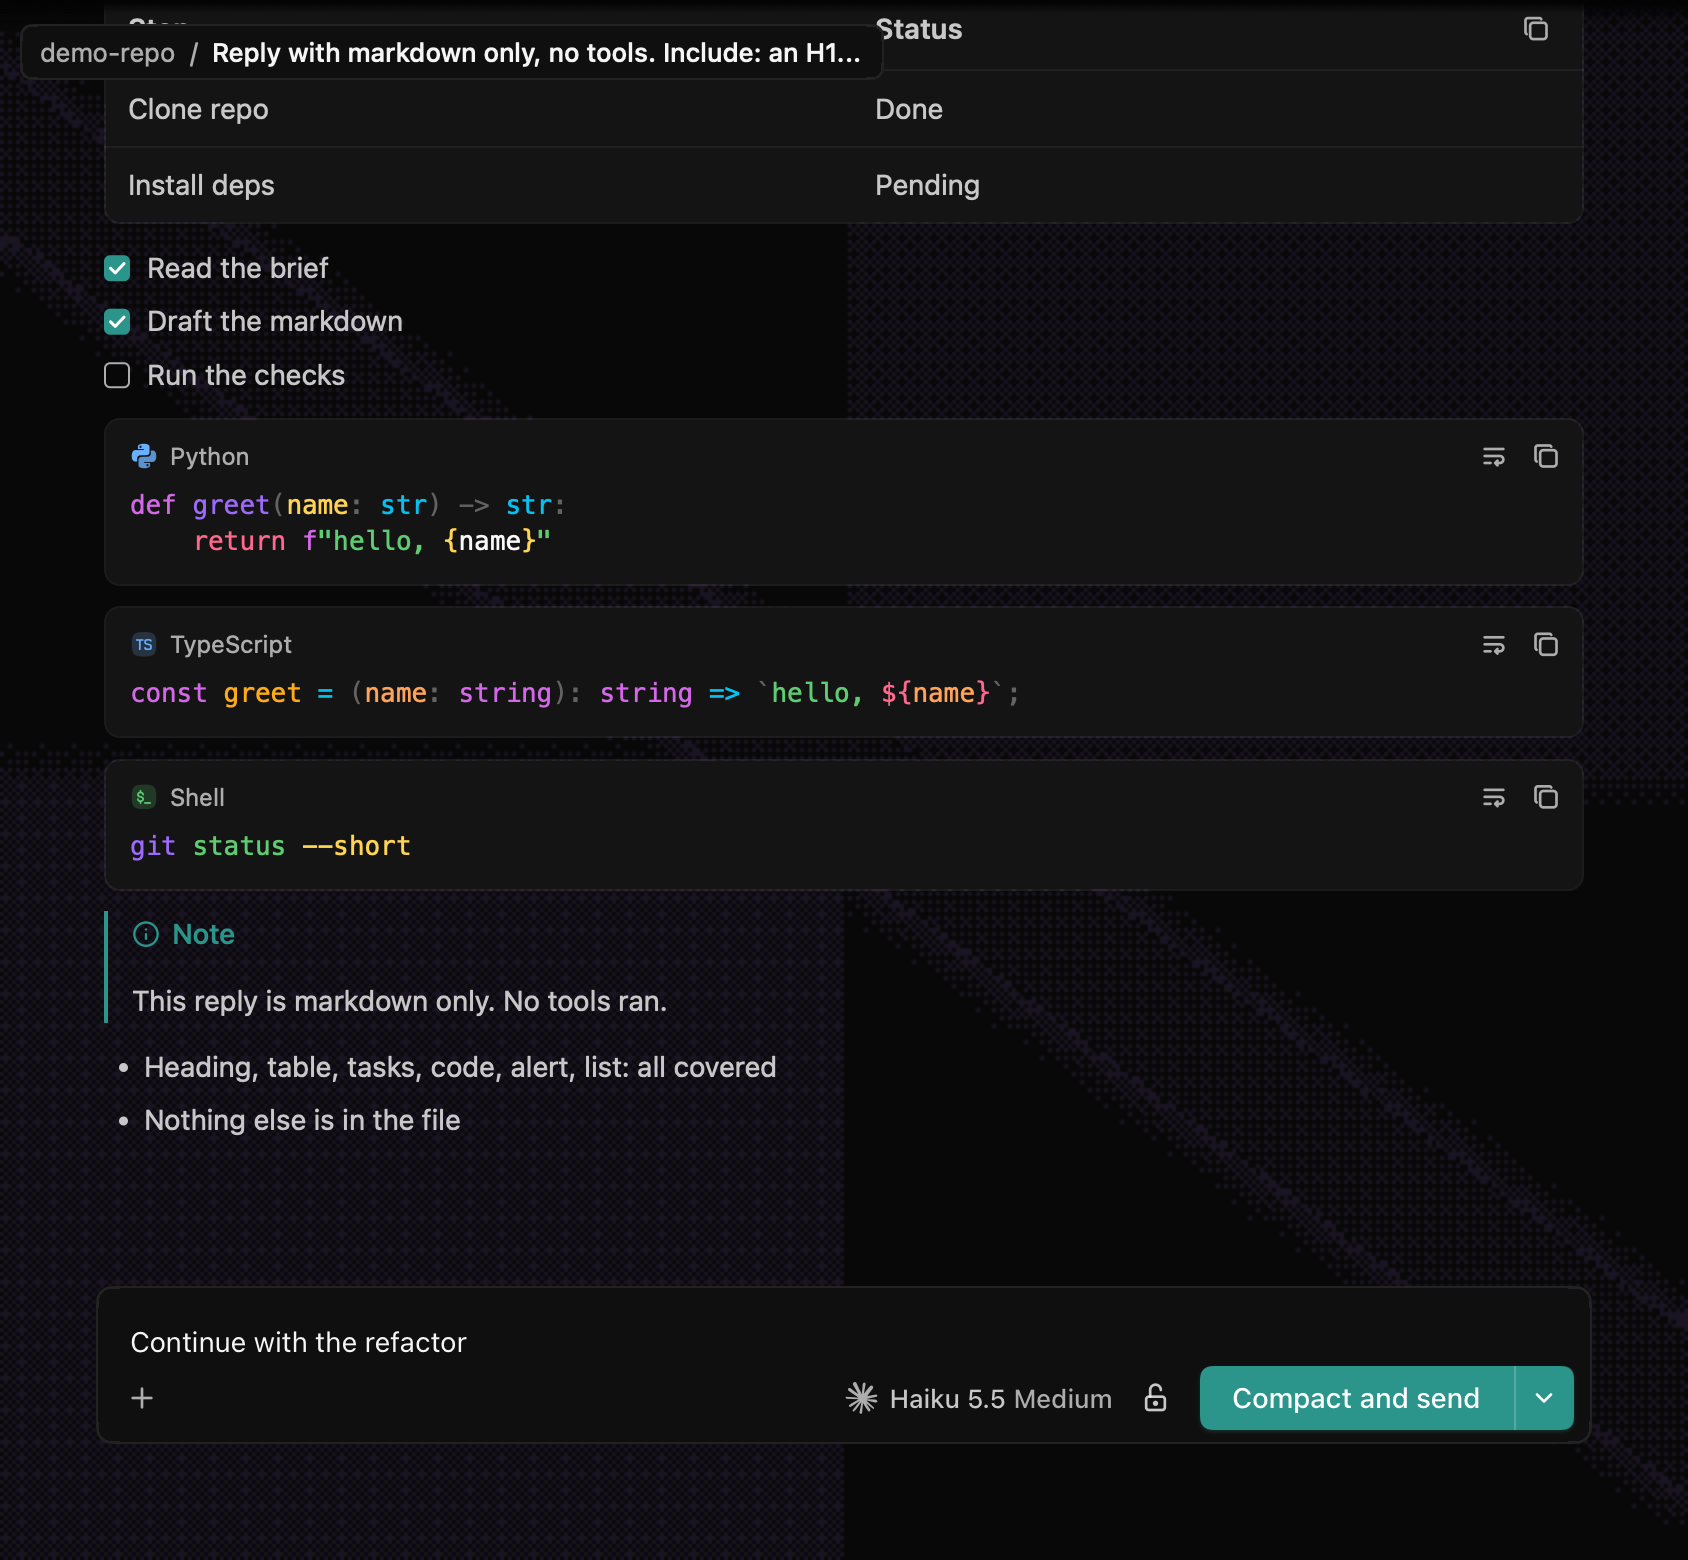 Status
demo-repo / Reply with markdown only, no tools. Include: an H1...
Clone repo Done
Install deps Pending
Read the brief
Draft the markdown
Run the checks
Python
def greet(name: str) -> str:
    return f"hello, {name}"
TS TypeScript
const greet = (name: string): string => `hello, ${name}`;
$_ Shell
git status --short
Note
This reply is markdown only. No tools ran.
• Heading, table, tasks, code, alert, list: all covered
• Nothing else is in the file
Continue with the refactor
Haiku 5.5 Medium Compact and send